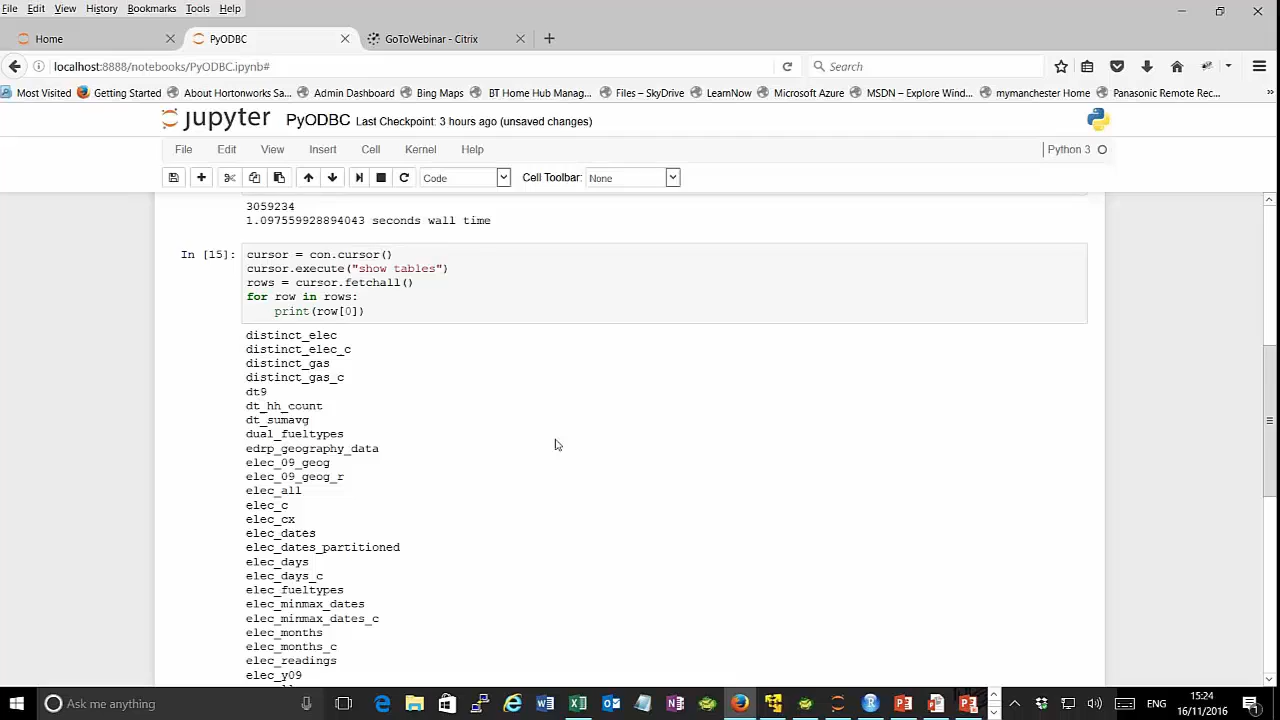 File Edit View History Bookmarks Tools Help
Home PyODBC GoToWebinar - Citrix
localhost:8888/notebooks/PyODBC.ipynb# Search
Most Visited Getting Started About Hortonworks Sa... Admin Dashboard Bing Maps BT Home Hub Manag... Files – SkyDrive LearnNow Microsoft Azure MSDN – Explore Wind... mymanchester Home Panasonic Remote Rec...
jupyter PyODBC Last Checkpoint: 3 hours ago (unsaved changes)
File Edit View Insert Cell Kernel Help Python 3
Code Cell Toolbar: None
3059234
1.097559928894043 seconds wall time
In [15]: cursor = con.cursor()
cursor.execute("show tables")
rows = cursor.fetchall()
for row in rows:
print(row[0])
distinct_elec
distinct_elec_c
distinct_gas
distinct_gas_c
dt9
dt_hh_count
dt_sumavg
dual_fueltypes
edrp_geography_data
elec_09_geog
elec_09_geog_r
elec_all
elec_c
elec_cx
elec_dates
elec_dates_partitioned
elec_days
elec_days_c
elec_fueltypes
elec_minmax_dates
elec_minmax_dates_c
elec_months
elec_months_c
elec_readings
elec_y09
Ask me anything ENG 15:24
16/11/2016